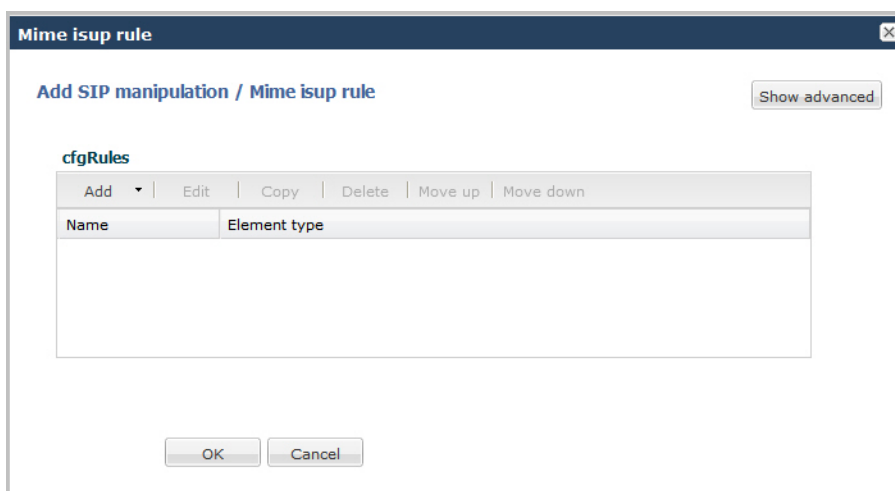 Mime isup rule
Add SIP manipulation / Mime isup rule
Show advanced
cfgRules
Add Edit Copy Delete Move up Move down
Name Element type
OK Cancel